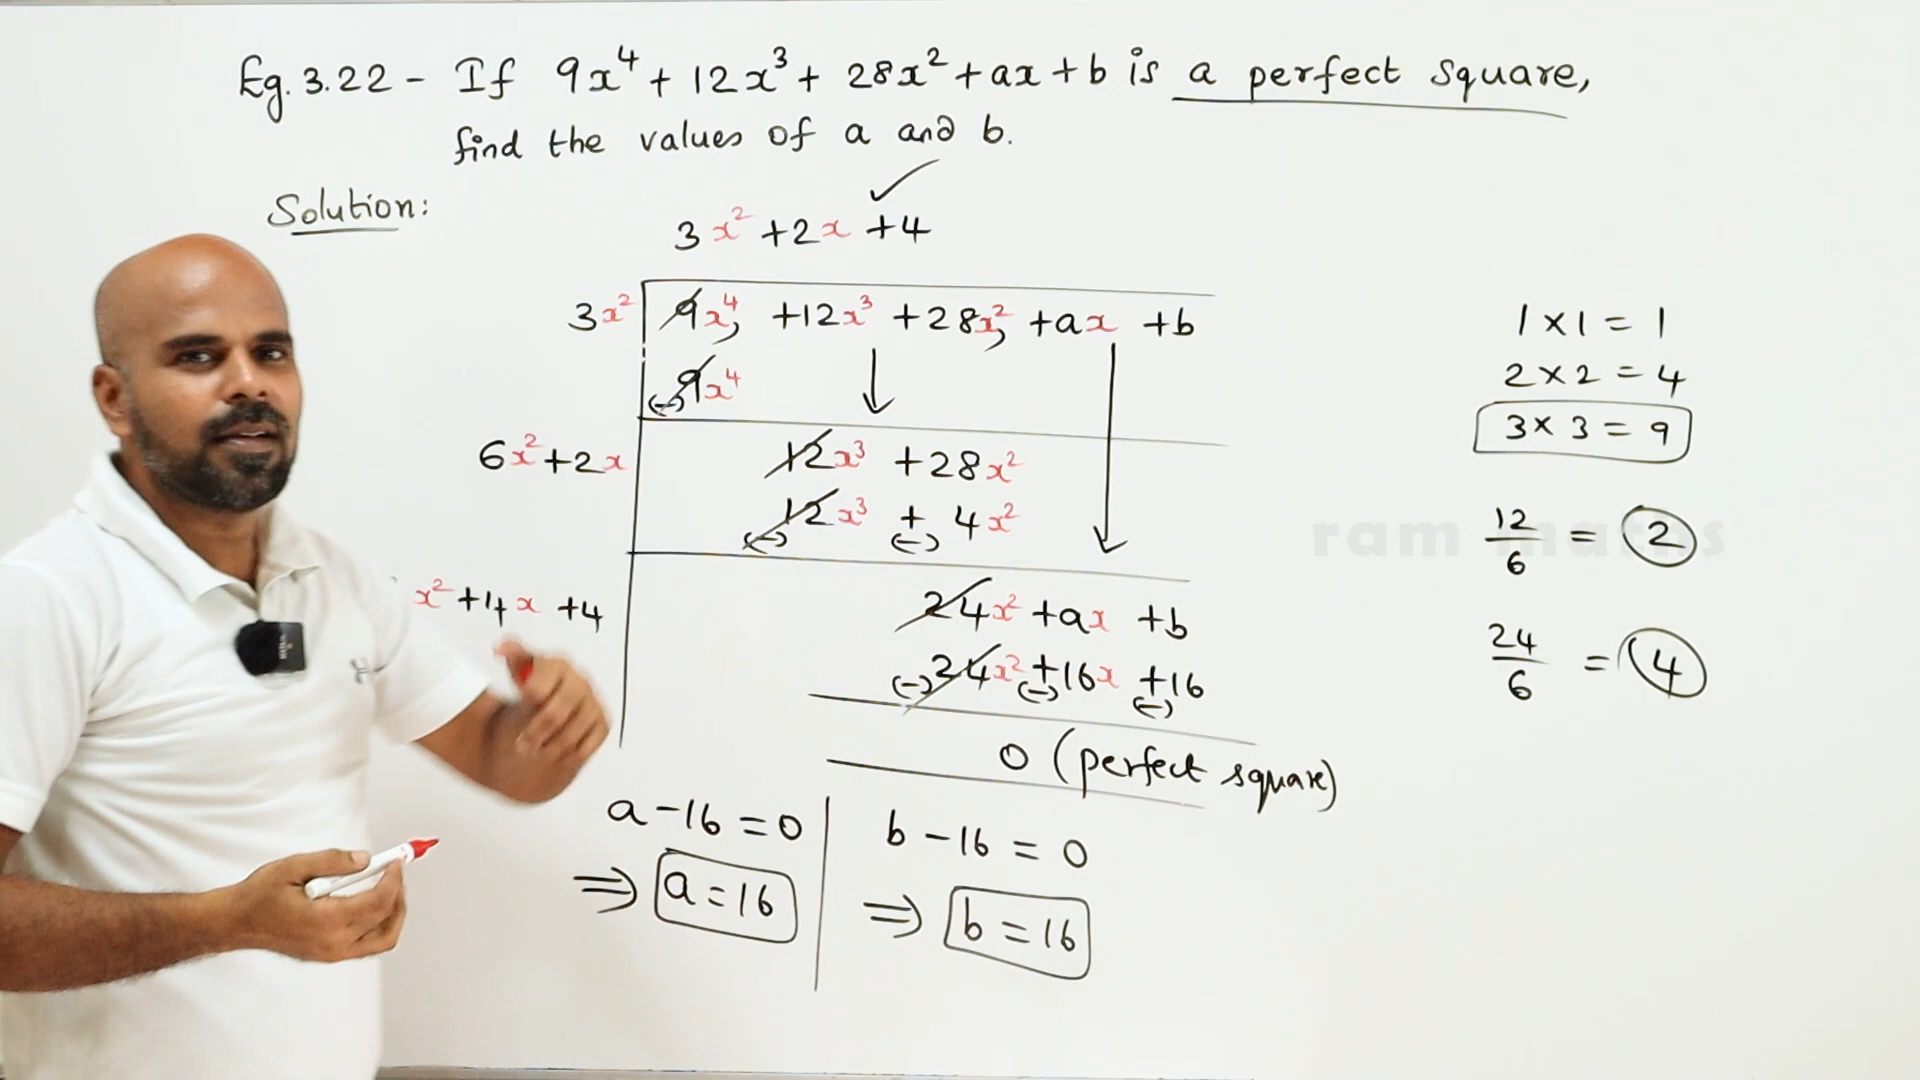 Eg. 3.22 - If 9x⁴ + 12x³ + 28x² + ax + b is a perfect square,
find the values of a and b.
Solution:
3x² +2x +4
3x² 9x⁴, +12x³ +28x², +ax +b
(-) 9x⁴
6x²+2x 12x³ +28x²
(-) 12x³ + (-) 4x²
x² +4x +4 24x² +ax +b
(-) 24x² + (-) 16x + (-) 16
0 (perfect square)
a - 16 = 0
⇒ a = 16
b - 16 = 0
⇒ b = 16
1 × 1 = 1
2 × 2 = 4
3 × 3 = 9
12/6 = 2
24/6 = 4
ram maths